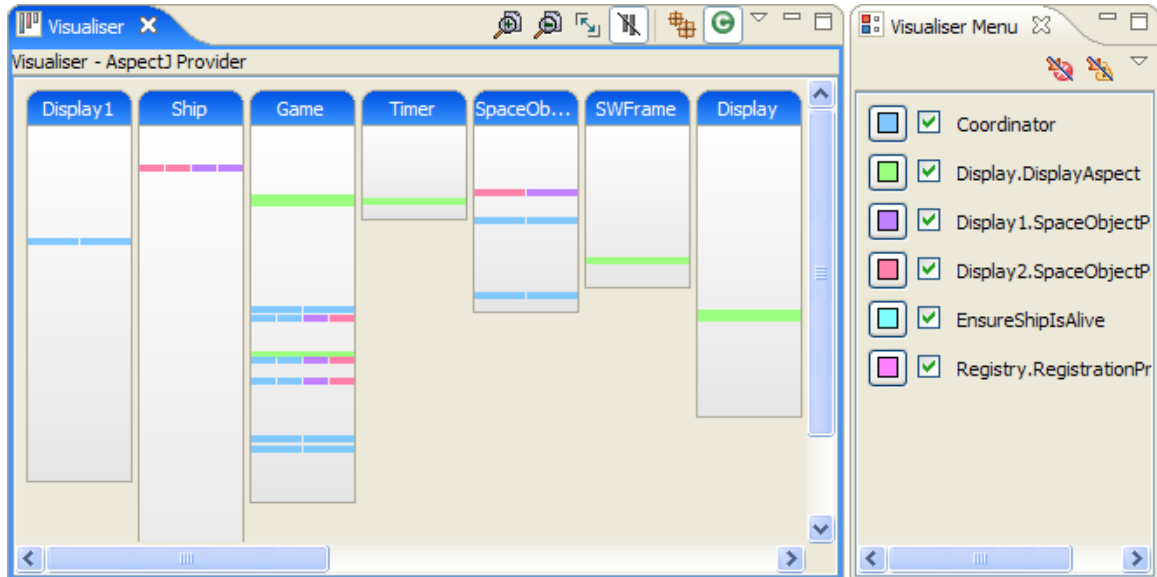 Visualiser
Visualiser - AspectJ Provider
Display1
Ship
Game
Timer
SpaceOb...
SWFrame
Display
Visualiser Menu
Coordinator
Display.DisplayAspect
Display1.SpaceObjectP
Display2.SpaceObjectP
EnsureShipIsAlive
Registry.RegistrationPr